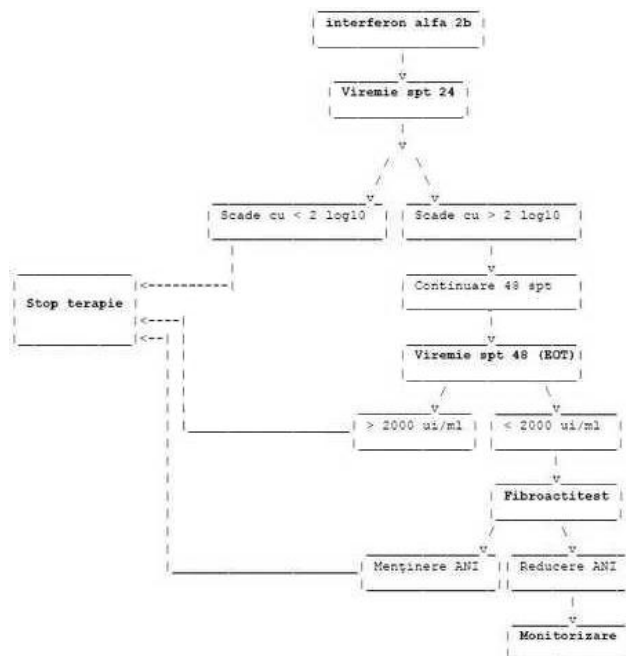 interferon alfa 2b
Viremie spt 24
Scade cu < 2 log10
Scade cu > 2 log10
Stop terapie
Continuare 48 spt
Viremie spt 48 (EOT)
> 2000 ui/ml
< 2000 ui/ml
Fibroactitest
Menținere ANI
Reducere ANI
Monitorizare